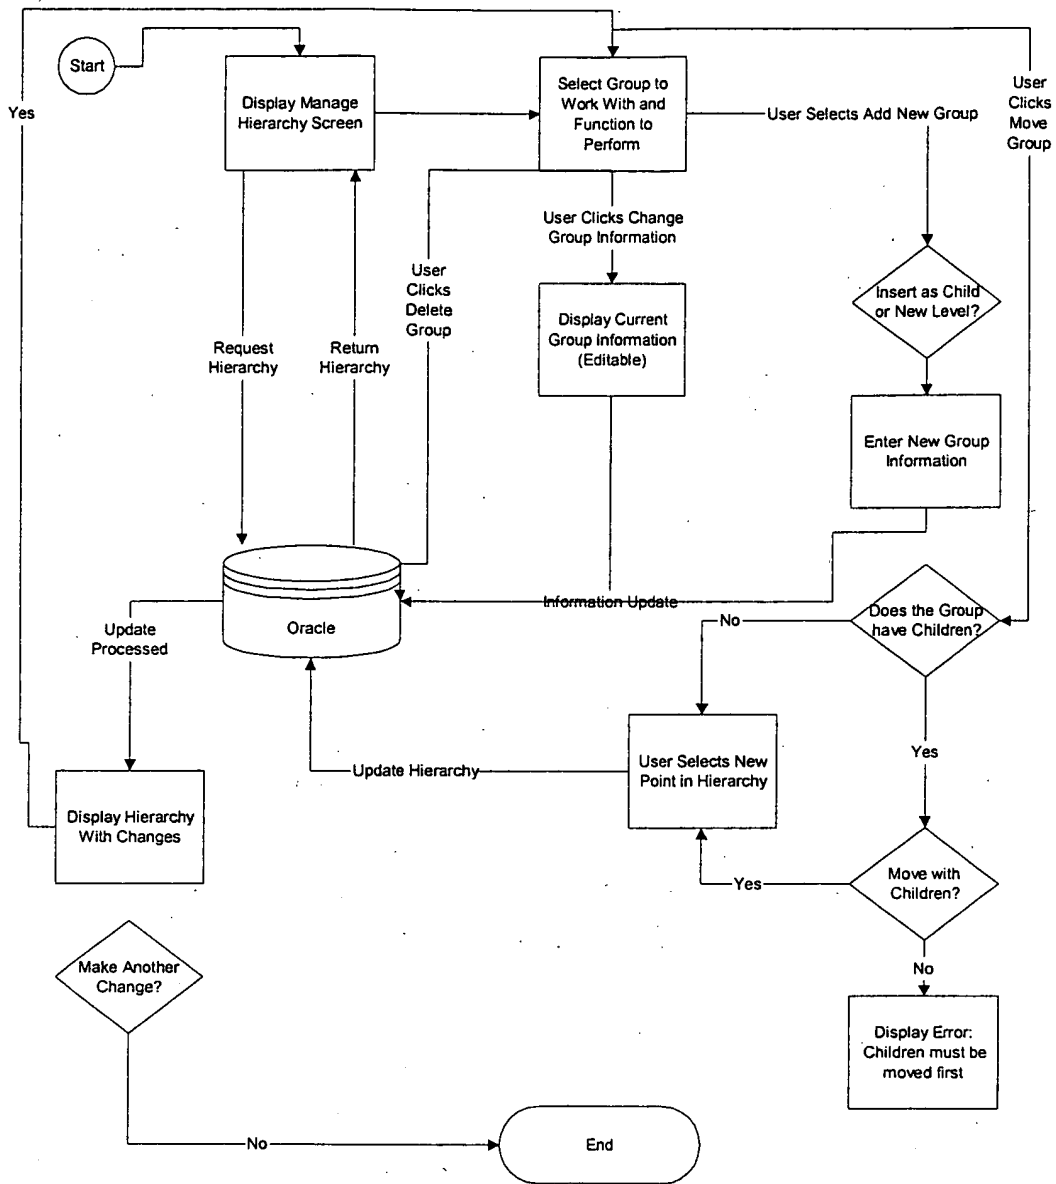 Start
Yes
Display Manage
Hierarchy Screen
Select Group to
Work With and
Function to
Perform
User Selects Add New Group
User
Clicks
Move
Group
User Clicks Change
Group Information
User
Clicks
Delete
Group
Insert as Child
or New Level?
Display Current
Group Information
(Editable)
Request
Hierarchy
Return
Hierarchy
Enter New Group
Information
Oracle
Information Update
Does the Group
have Children?
No
Update
Processed
Yes
User Selects New
Point in Hierarchy
Update Hierarchy
Display Hierarchy
With Changes
Move with
Children?
Yes
No
Make Another
Change?
Display Error:
Children must be
moved first
No
End